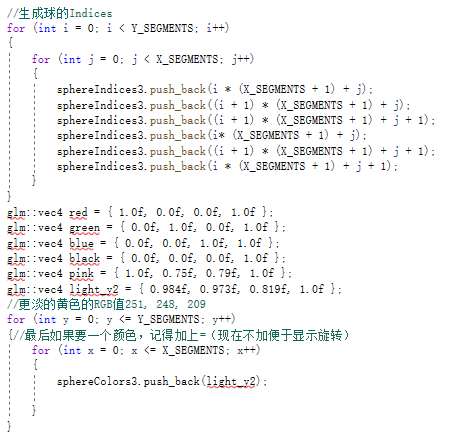 //生成球的Indices
for (int i = 0; i < Y_SEGMENTS; i++)
{
    for (int j = 0; j < X_SEGMENTS; j++)
    {
        sphereIndices3.push_back(i * (X_SEGMENTS + 1) + j);
        sphereIndices3.push_back((i + 1) * (X_SEGMENTS + 1) + j);
        sphereIndices3.push_back((i + 1) * (X_SEGMENTS + 1) + j + 1);
        sphereIndices3.push_back(i* (X_SEGMENTS + 1) + j);
        sphereIndices3.push_back((i + 1) * (X_SEGMENTS + 1) + j + 1);
        sphereIndices3.push_back(i * (X_SEGMENTS + 1) + j + 1);
    }
}
glm::vec4 red = { 1.0f, 0.0f, 0.0f, 1.0f };
glm::vec4 green = { 0.0f, 1.0f, 0.0f, 1.0f };
glm::vec4 blue = { 0.0f, 0.0f, 1.0f, 1.0f };
glm::vec4 black = { 0.0f, 0.0f, 0.0f, 1.0f };
glm::vec4 pink = { 1.0f, 0.75f, 0.79f, 1.0f };
glm::vec4 light_y2 = { 0.984f, 0.973f, 0.819f, 1.0f };
//更淡的黄色的RGB值251, 248, 209
for (int y = 0; y <= Y_SEGMENTS; y++)
{//最后如果要一个颜色，记得加上=（现在不加便于显示旋转）
    for (int x = 0; x <= X_SEGMENTS; x++)
    {
        sphereColors3.push_back(light_y2);
    }
}